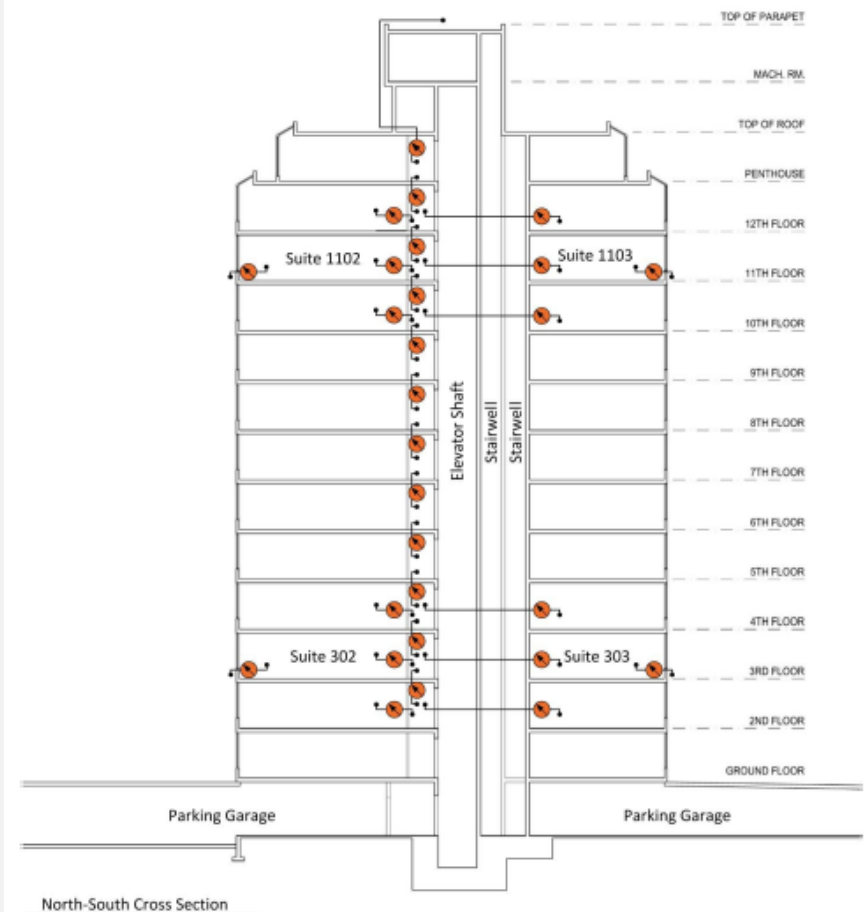 TOP OF PARAPET
MACH. RM.
TOP OF ROOF
PENTHOUSE
12TH FLOOR
Suite 1102
Suite 1103
11TH FLOOR
10TH FLOOR
9TH FLOOR
Elevator Shaft
Stairwell
Stairwell
8TH FLOOR
7TH FLOOR
6TH FLOOR
5TH FLOOR
4TH FLOOR
Suite 302
Suite 303
3RD FLOOR
2ND FLOOR
GROUND FLOOR
Parking Garage
Parking Garage
North-South Cross Section